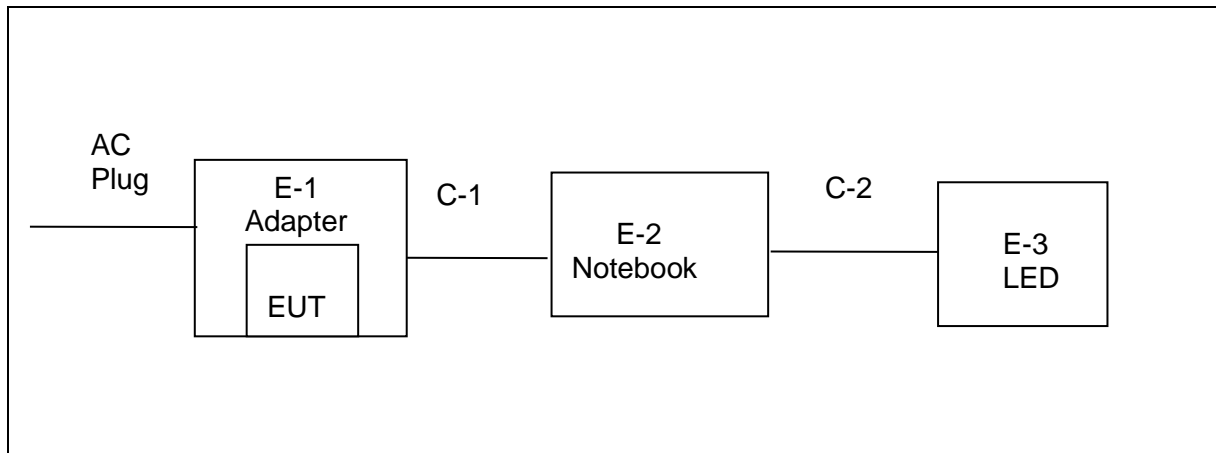 AC
Plug
E-1
Adapter
EUT
C-1
E-2
Notebook
C-2
E-3
LED